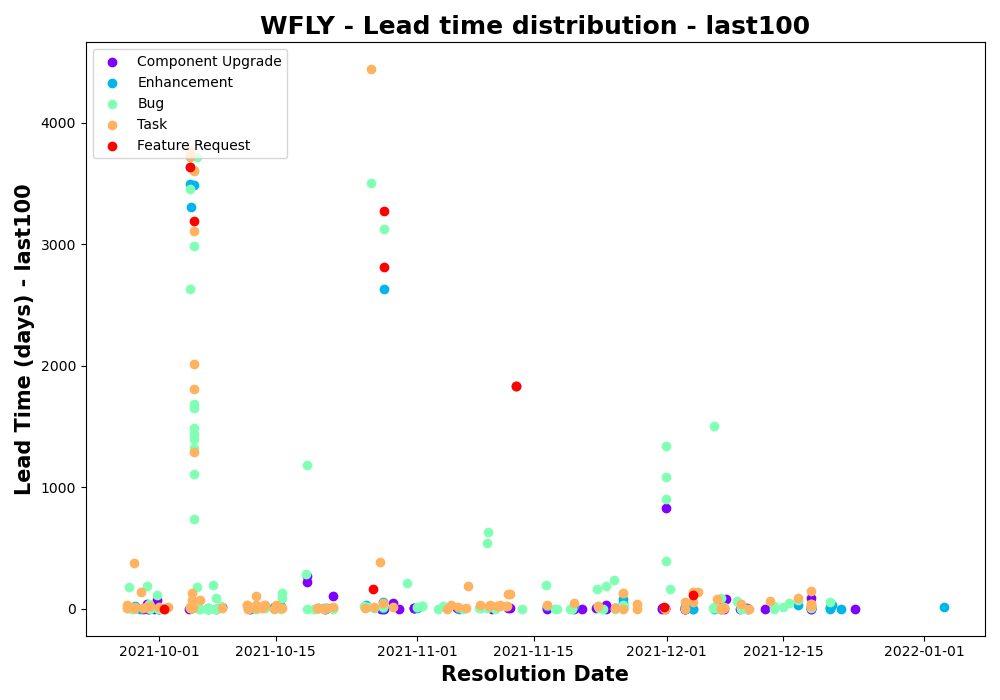 WFLY - Lead time distribution - last100
Component Upgrade
Enhancement
Bug
Task
Feature Request
Lead Time (days) - last100
4000
3000
2000
1000
0
2021-10-01
2021-10-15
2021-11-01
2021-11-15
2021-12-01
2021-12-15
2022-01-01
Resolution Date